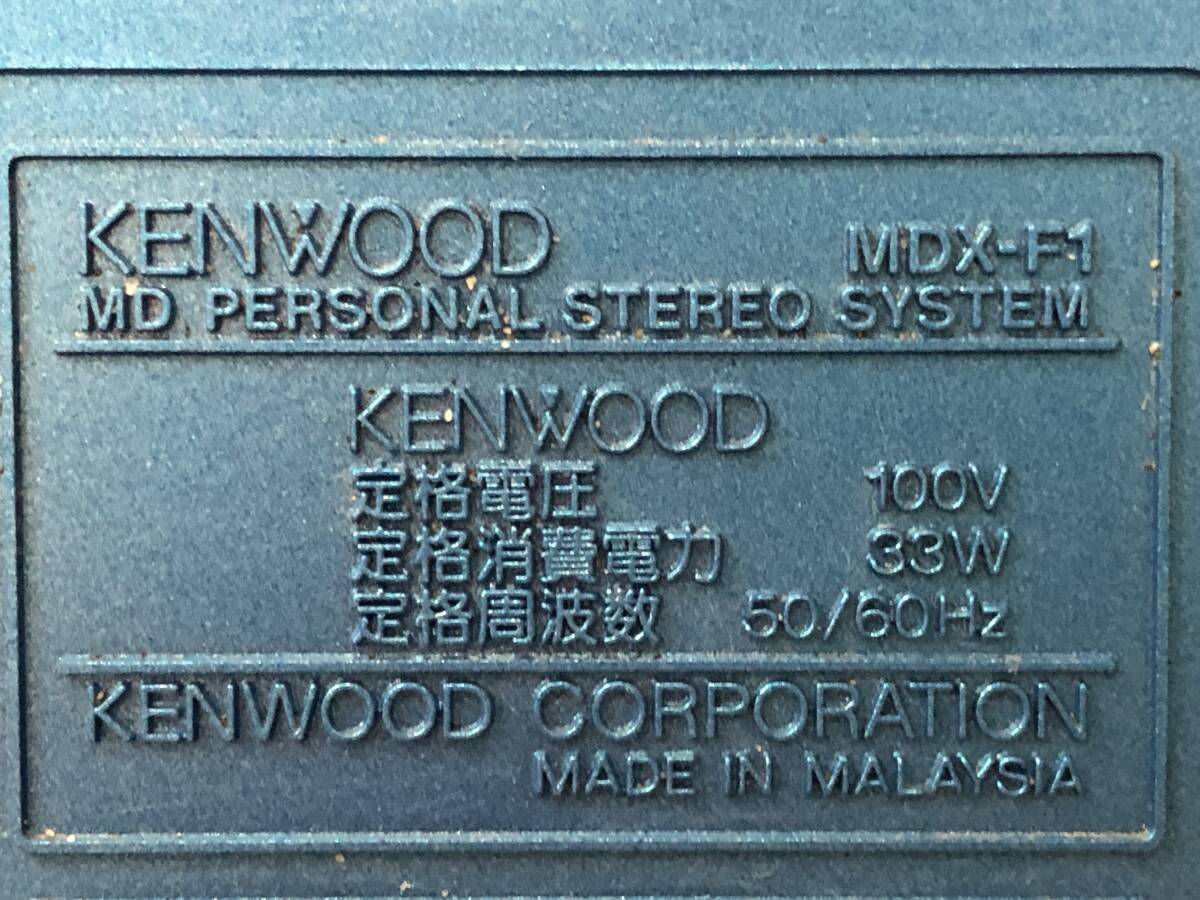 KENWOOD MDX-F1
MD PERSONAL STEREO SYSTEM
KENWOOD
定格電圧 100V
定格消費電力 33W
定格周波数 50/60Hz
KENWOOD CORPORATION
MADE IN MALAYSIA